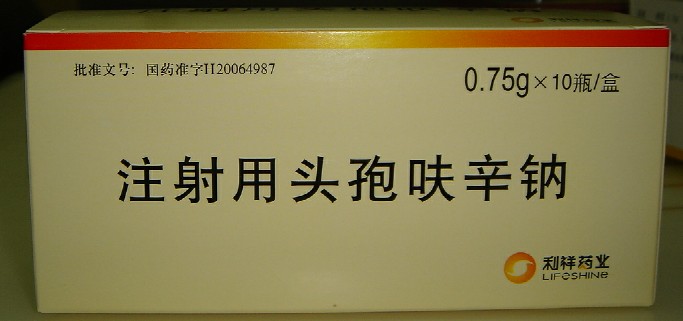 批准文号: 国药准字H20064987
0.75g×10瓶/盒
注射用头孢呋辛钠
利祥药业
LIFESHINE